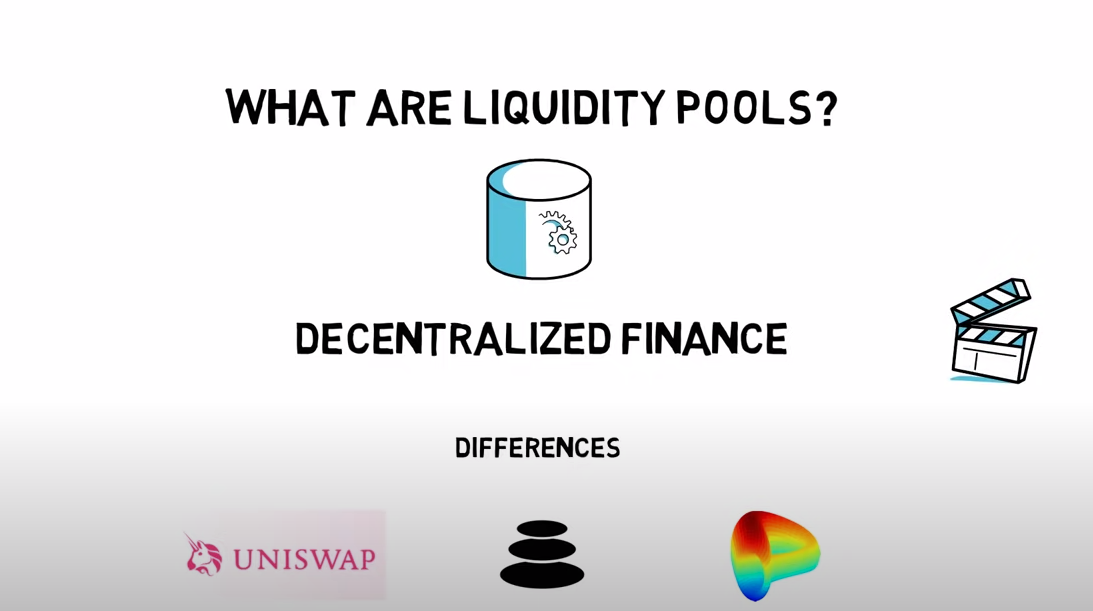 WHAT ARE LIQUIDITY POOLS?
DECENTRALIZED FINANCE
DIFFERENCES
UNISWAP